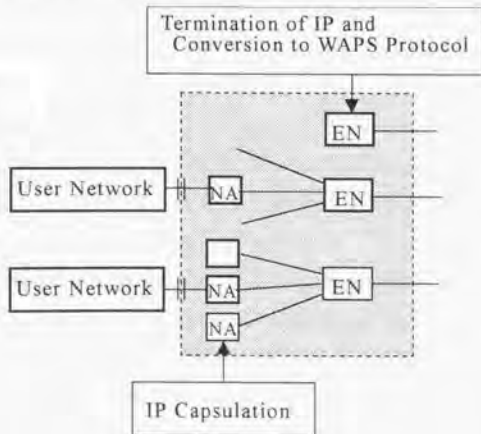 Termination of IP and
Conversion to WAPS Protocol
EN
User Network
NA
EN
User Network
NA
EN
NA
IP Capsulation